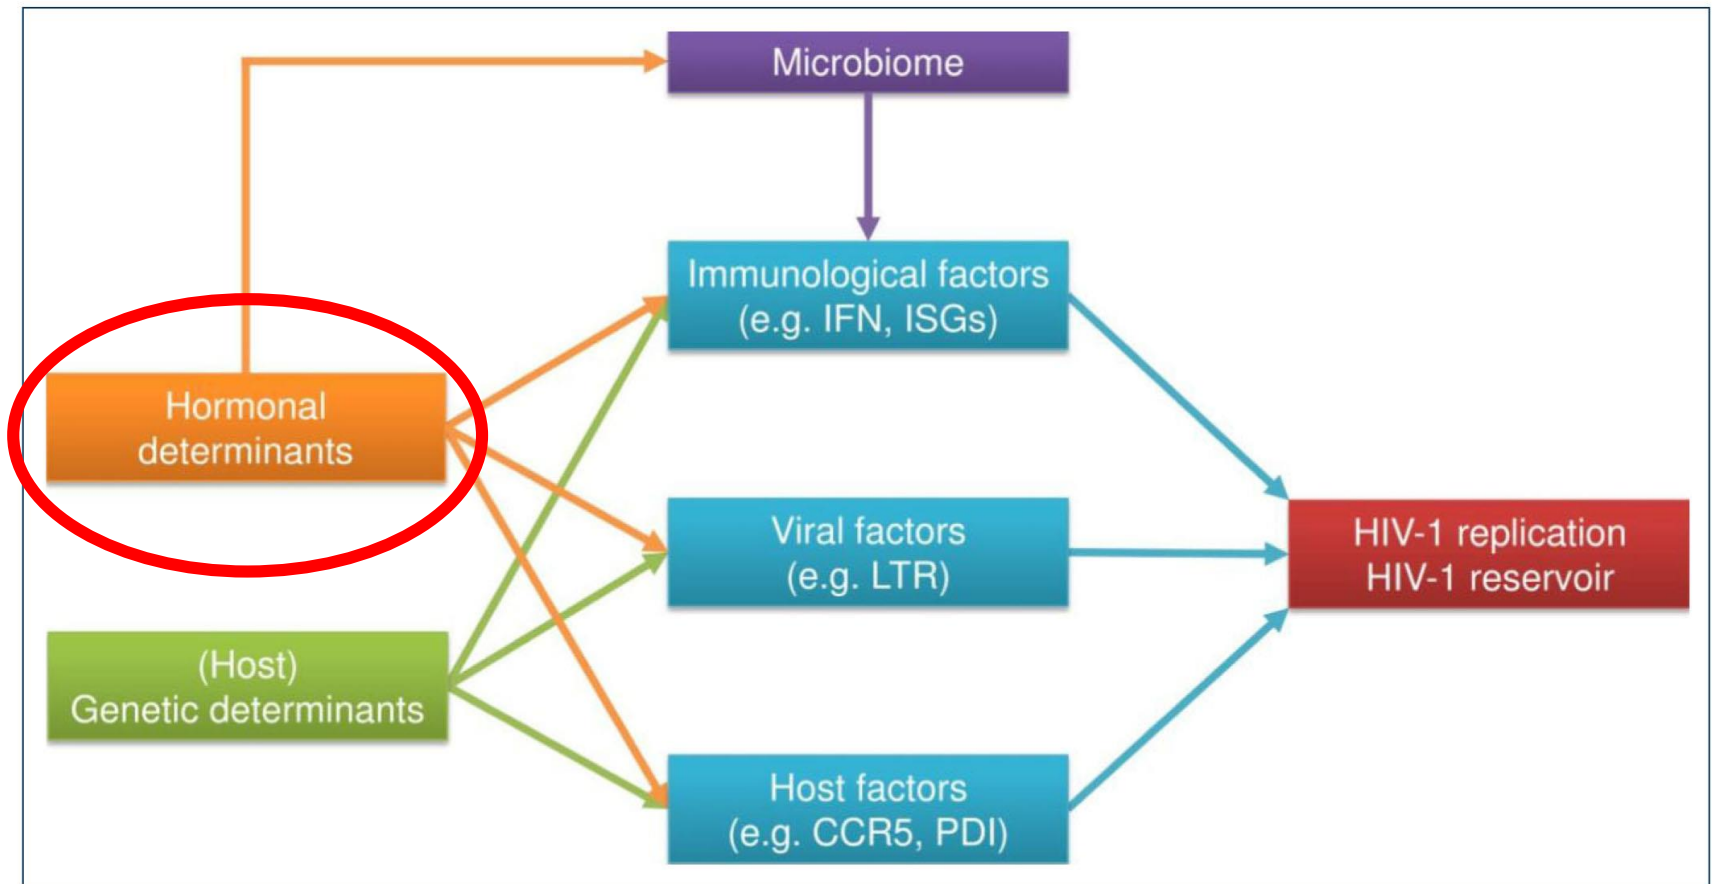 Microbiome
Immunological factors
(e.g. IFN, ISGs)
Hormonal
determinants
Viral factors
(e.g. LTR)
HIV-1 replication
HIV-1 reservoir
(Host)
Genetic determinants
Host factors
(e.g. CCR5, PDI)